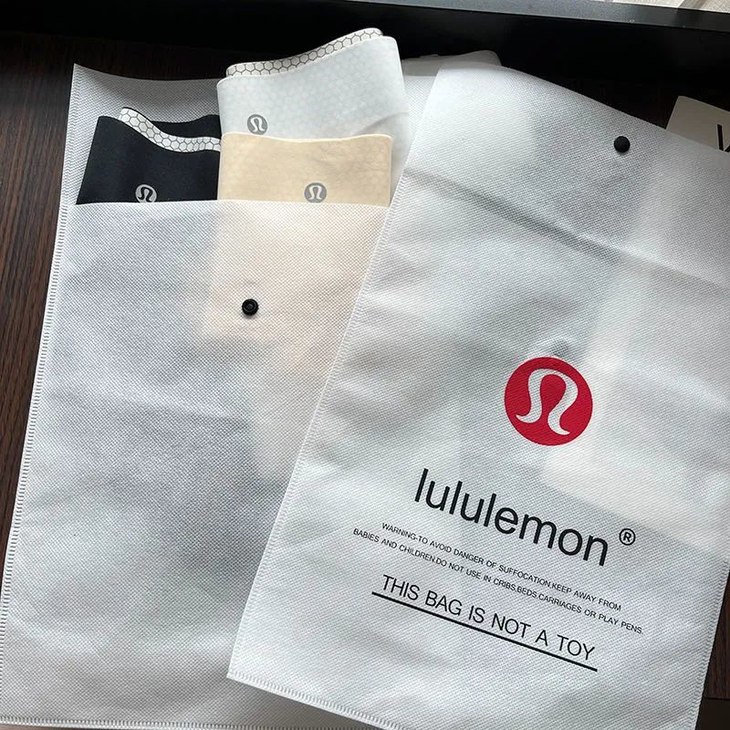 lululemon ®
WARNING-TO AVOID DANGER OF SUFFOCATION,KEEP AWAY FROM
BABIES AND CHILDREN.DO NOT USE IN CRIBS,BEDS,CARRIAGES OR PLAY PENS.
THIS BAG IS NOT A TOY